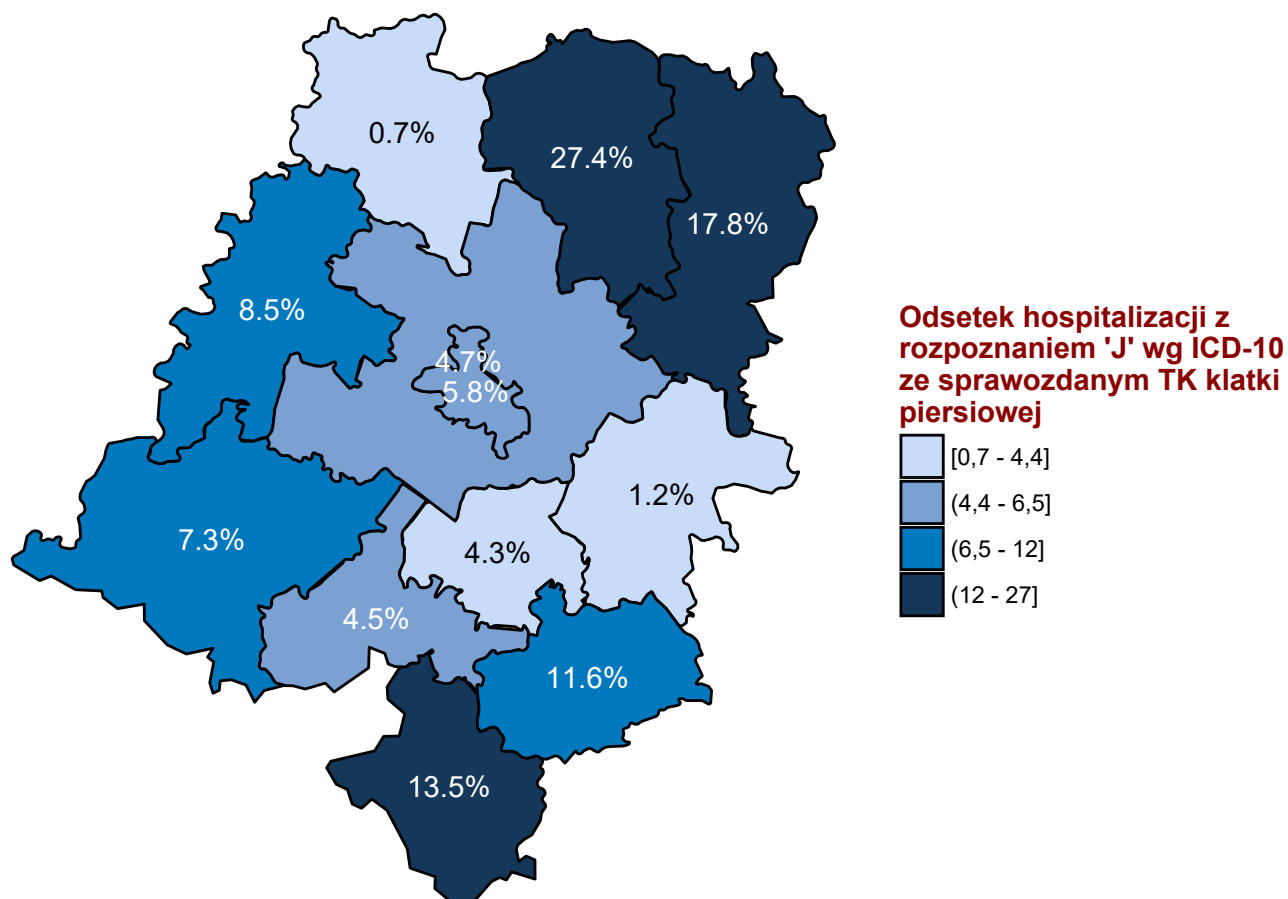 0.7%
27.4%
17.8%
8.5%
4.7%
5.8%
7.3%
1.2%
4.3%
4.5%
11.6%
13.5%
Odsetek hospitalizacji z
rozpoznaniem 'J' wg ICD-10
ze sprawozdanym TK klatki
piersiowej
[0,7 - 4,4]
(4,4 - 6,5]
(6,5 - 12]
(12 - 27]